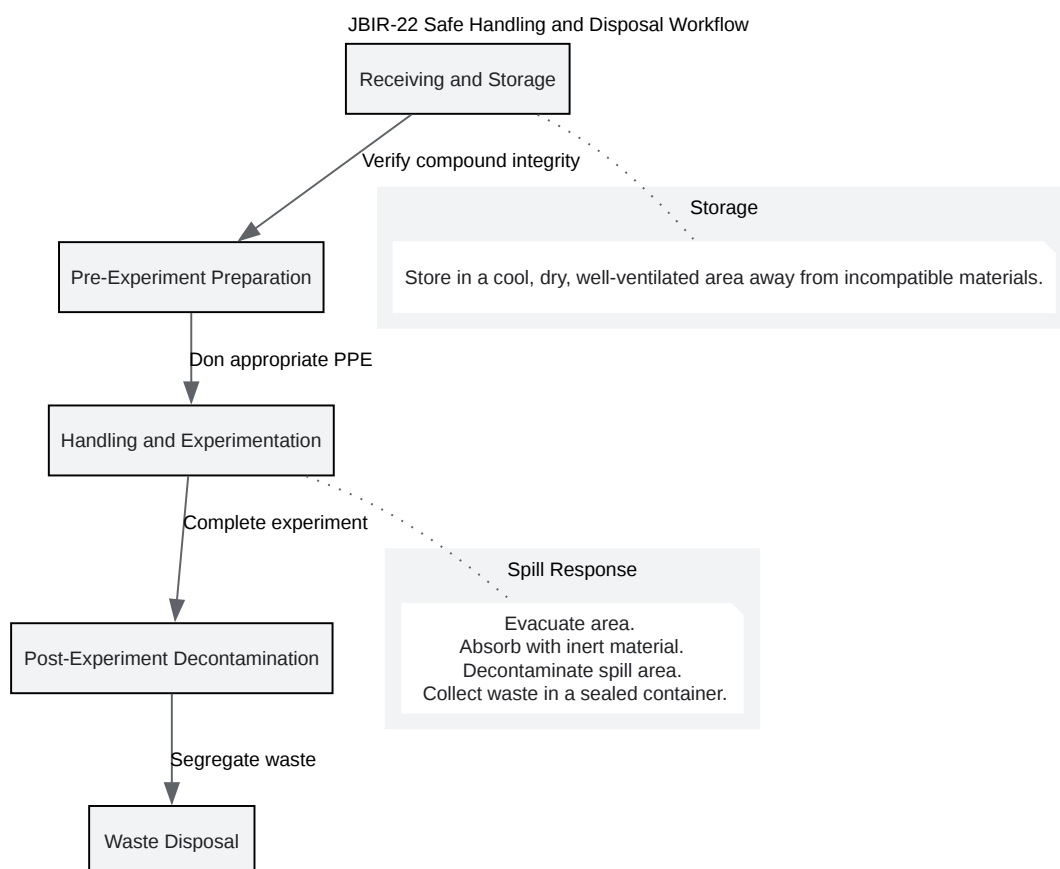 JBIR-22 Safe Handling and Disposal Workflow
Receiving and Storage
Verify compound integrity
Storage
Store in a cool, dry, well-ventilated area away from incompatible materials.
Pre-Experiment Preparation
Don appropriate PPE
Handling and Experimentation
Complete experiment
Spill Response
Evacuate area.
Absorb with inert material.
Decontaminate spill area.
Collect waste in a sealed container.
Post-Experiment Decontamination
Segregate waste
Waste Disposal